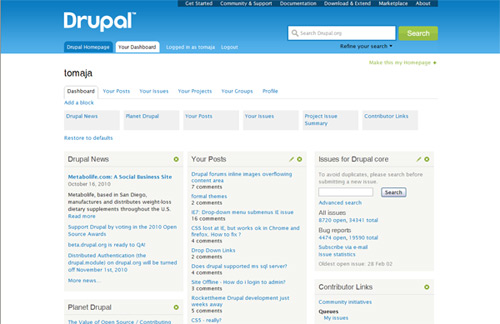 Get Started Community & Support Documentation Download & Extend Marketplace About
Drupal™
Search Drupal.org
Search
Drupal Homepage Your Dashboard Logged in as tomaja Logout
Refine your search
Make this my Homepage
tomaja
Dashboard Your Posts Your Issues Your Projects Your Groups Profile
Add a block
Drupal News Planet Drupal Your Posts Your Issues Project Issue Summary Contributor Links
Restore to defaults
Drupal News
Metabolife.com: A Social Business Site
October 16, 2010
Metabolife, based in San Diego,
manufactures and distributes weight-loss
dietary supplements throughout the U.S.
Read more
Support Drupal by voting in the 2010 Open
Source Awards
beta.drupal.org is ready to QA!
Distributed Authentication (the
drupal.module) on drupal.org will be turned
off November 1st, 2010
More news...
Planet Drupal
The Value of Open Source / Contributing
Your Posts
Drupal forums inline images overflowing
content area
7 comments
formal themes
2 comments
IE7: Drop-down menu submenus IE issue
16 comments
CSS lost at IE, but works ok in Chrome and
firefox. How to fix ?
4 comments
Drop Down Links
2 comments
Does drupal support ms sql server?
4 comments
Site Offline - How do i login to admin?
3 comments
Rockettheme Drupal development just
weeks away
5 comments
CSS - really?
Issues for Drupal core
To avoid duplicates, please search before
submitting a new issue.
Search
Advanced search
All issues
8720 open, 34341 total
Bug reports
4474 open, 19590 total
Subscribe via e-mail
Issue statistics
Oldest open issue: 28 Feb 02
Contributor Links
Community initiatives
Queues
My issues